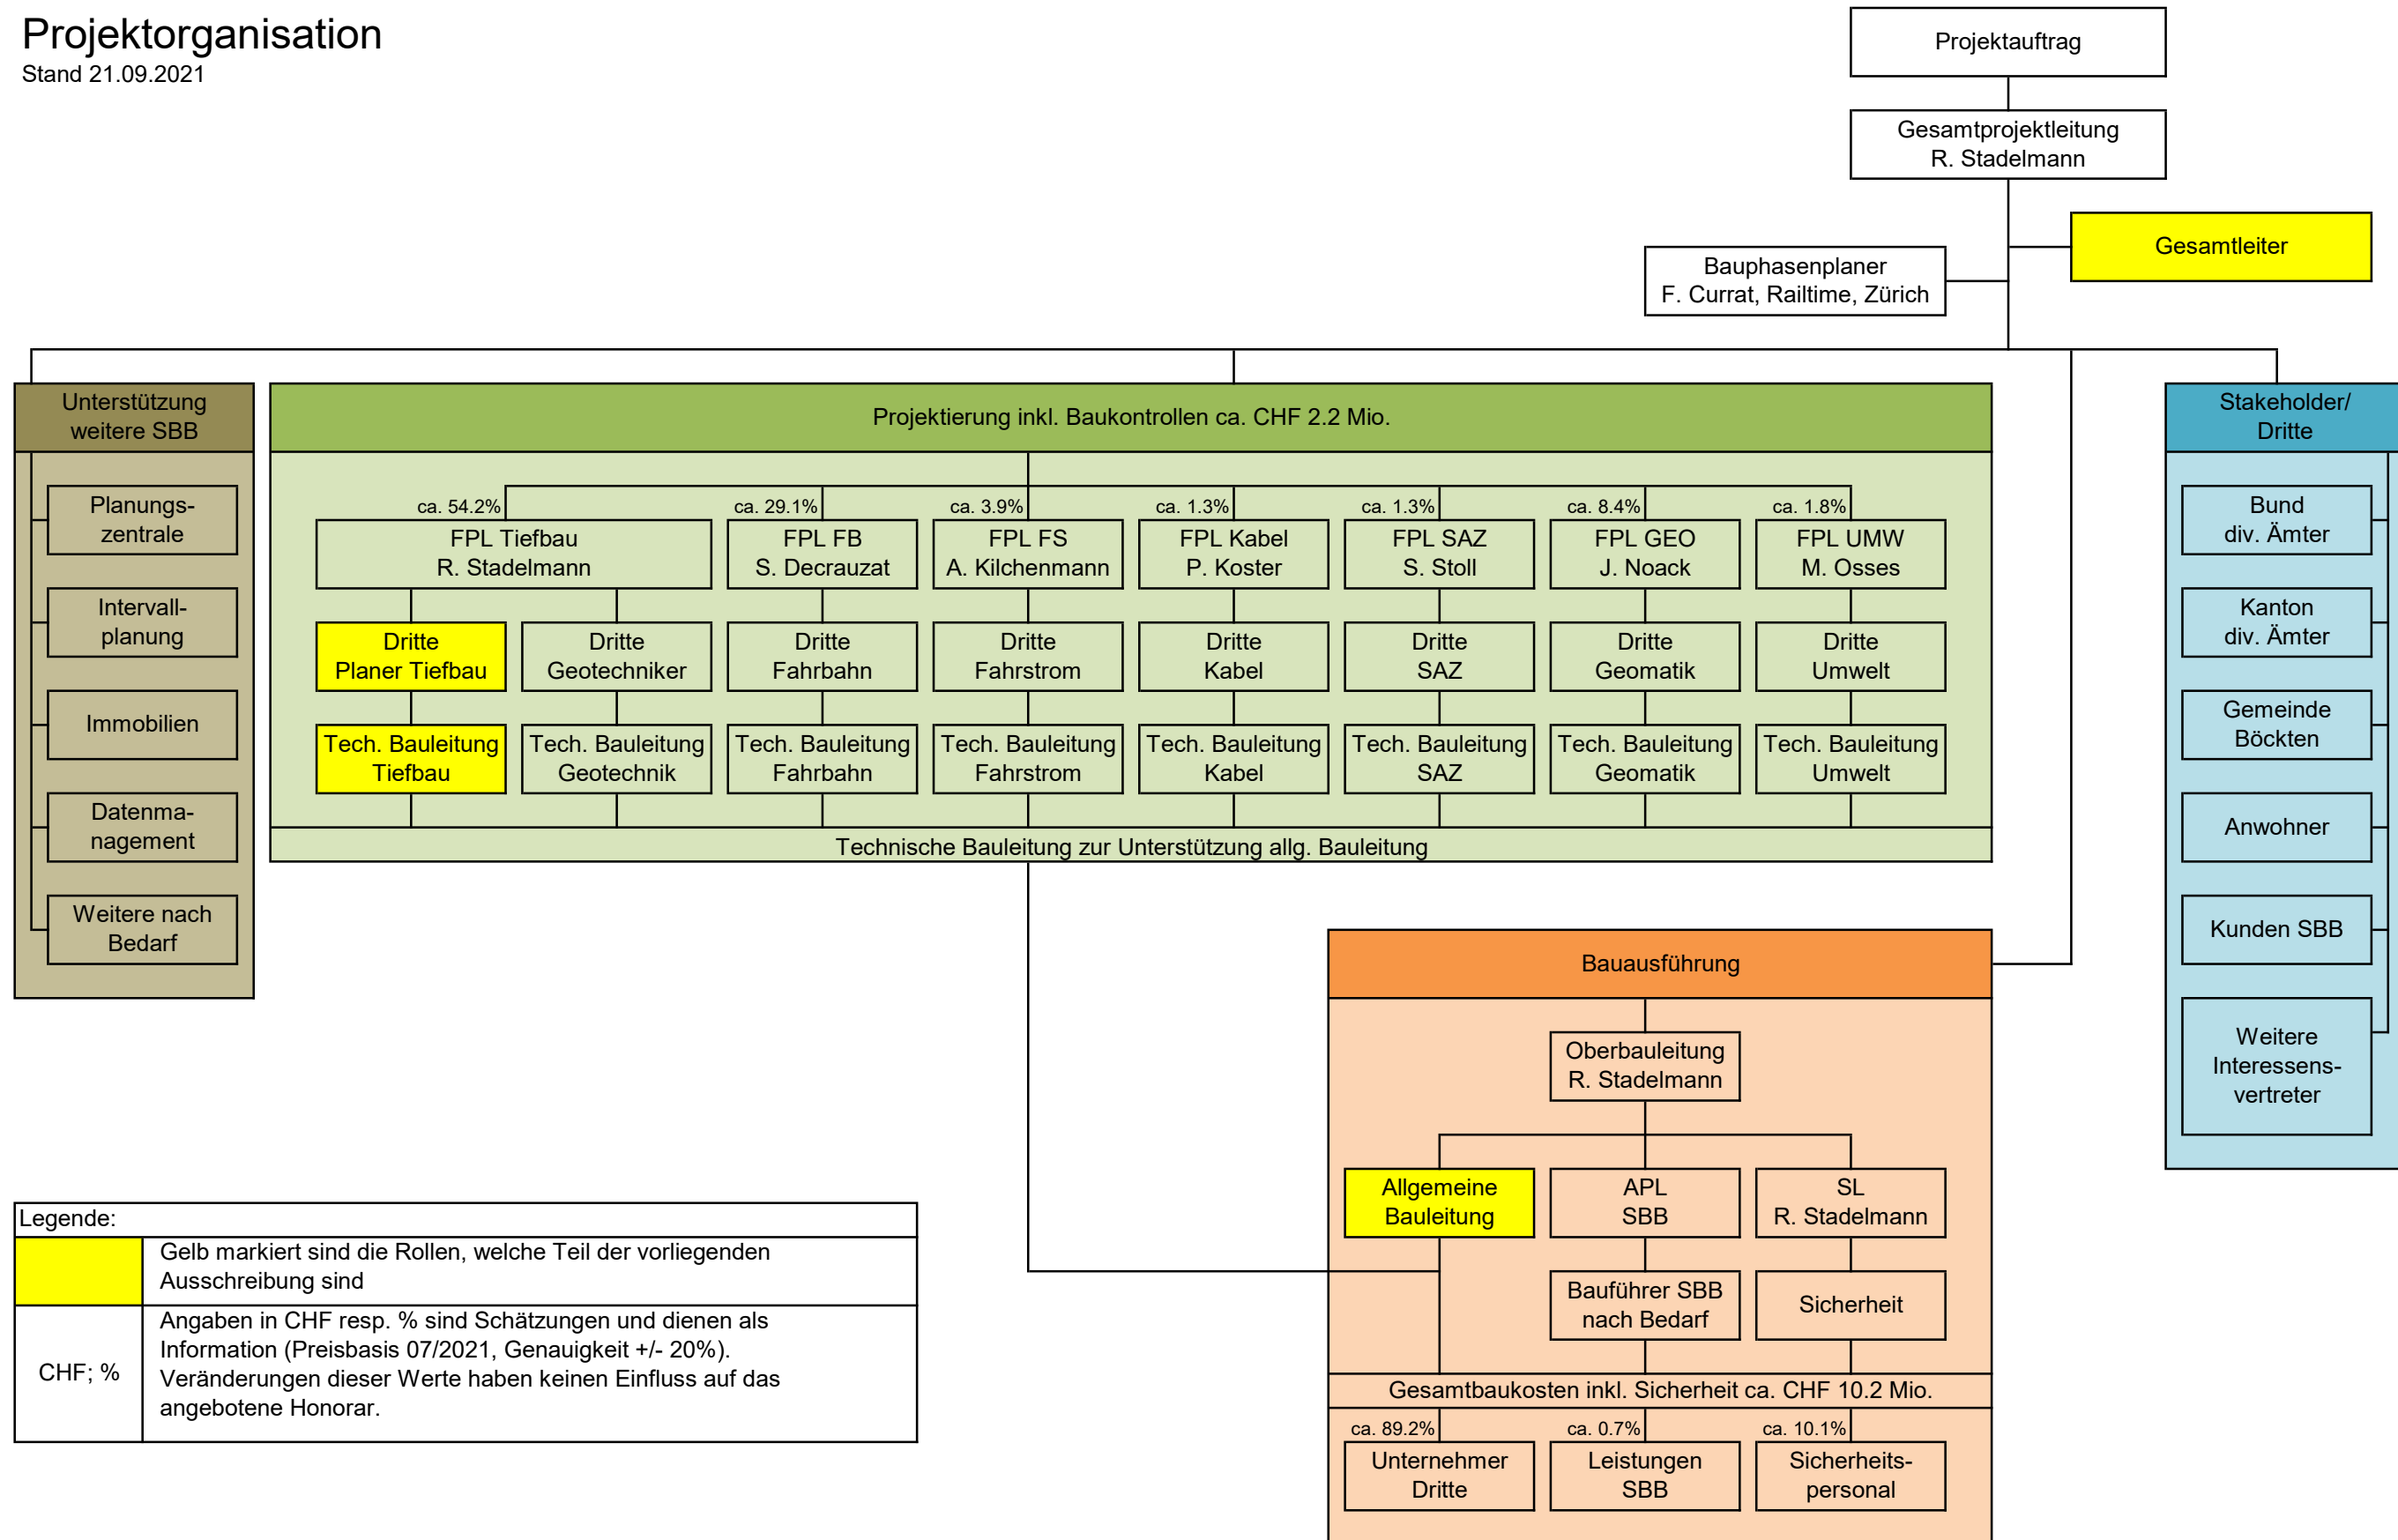 Projektorganisation
Stand 21.09.2021
Projektauftrag
Gesamtprojektleitung
R. Stadelmann
Gesamtleiter
Bauphasenplaner
F. Currat, Railtime, Zürich
Unterstützung
weitere SBB
Planungs-
zentrale
Intervall-
planung
Immobilien
Datenma-
nagement
Weitere nach
Bedarf
Projektierung inkl. Baukontrollen ca. CHF 2.2 Mio.
ca. 54.2%
FPL Tiefbau
R. Stadelmann
ca. 29.1%
FPL FB
S. Decrauzat
ca. 3.9%
FPL FS
A. Kilchenmann
ca. 1.3%
FPL Kabel
P. Koster
ca. 1.3%
FPL SAZ
S. Stoll
ca. 8.4%
FPL GEO
J. Noack
ca. 1.8%
FPL UMW
M. Osses
Dritte
Planer Tiefbau
Dritte
Geotechniker
Dritte
Fahrbahn
Dritte
Fahrstrom
Dritte
Kabel
Dritte
SAZ
Dritte
Geomatik
Dritte
Umwelt
Tech. Bauleitung
Tiefbau
Tech. Bauleitung
Geotechnik
Tech. Bauleitung
Fahrbahn
Tech. Bauleitung
Fahrstrom
Tech. Bauleitung
Kabel
Tech. Bauleitung
SAZ
Tech. Bauleitung
Geomatik
Tech. Bauleitung
Umwelt
Technische Bauleitung zur Unterstützung allg. Bauleitung
Stakeholder/
Dritte
Bund
div. Ämter
Kanton
div. Ämter
Gemeinde
Böckten
Anwohner
Kunden SBB
Weitere
Interessens-
vertreter
Bauausführung
Oberbauleitung
R. Stadelmann
Allgemeine
Bauleitung
APL
SBB
SL
R. Stadelmann
Bauführer SBB
nach Bedarf
Sicherheit
Gesamtbaukosten inkl. Sicherheit ca. CHF 10.2 Mio.
ca. 89.2%
Unternehmer
Dritte
ca. 0.7%
Leistungen
SBB
ca. 10.1%
Sicherheits-
personal
Legende:
Gelb markiert sind die Rollen, welche Teil der vorliegenden
Ausschreibung sind
CHF; %
Angaben in CHF resp. % sind Schätzungen und dienen als
Information (Preisbasis 07/2021, Genauigkeit +/- 20%).
Veränderungen dieser Werte haben keinen Einfluss auf das
angebotene Honorar.